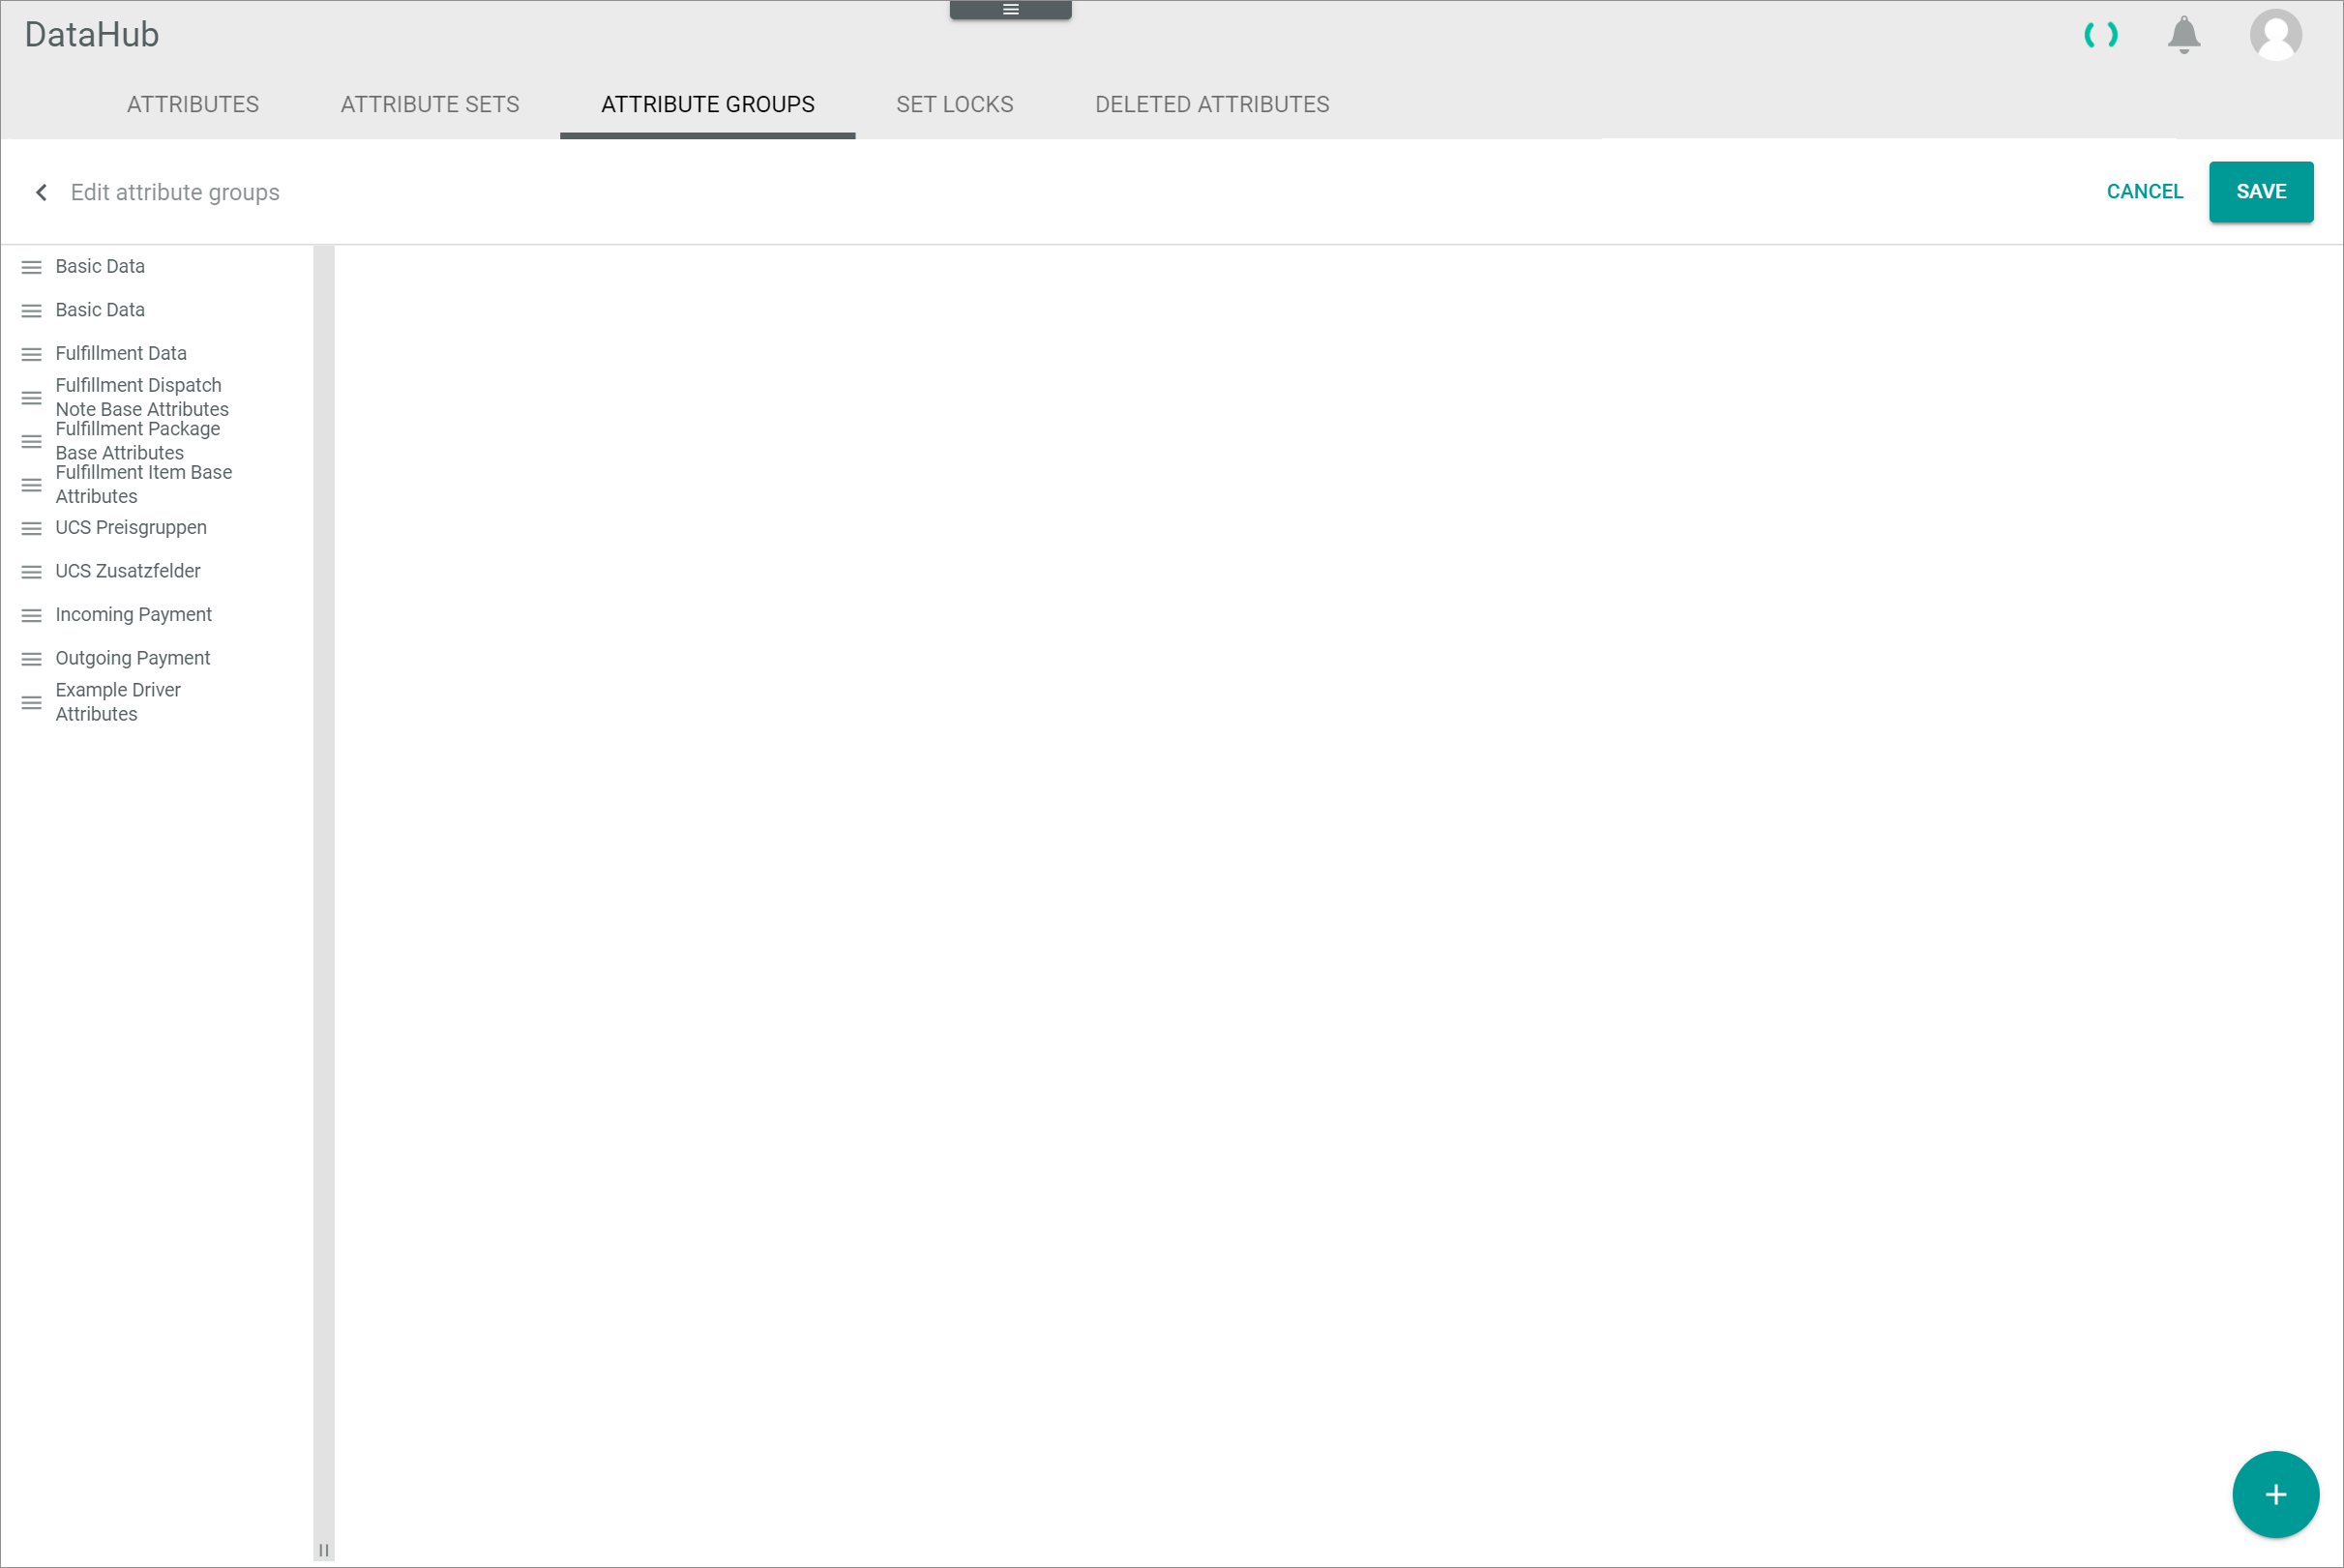 DataHub
ATTRIBUTES
ATTRIBUTE SETS
ATTRIBUTE GROUPS
SET LOCKS
DELETED ATTRIBUTES
Edit attribute groups
CANCEL
SAVE
Basic Data
Basic Data
Fulfillment Data
Fulfillment Dispatch
Note Base Attributes
Fulfillment Package
Base Attributes
Fulfillment Item Base
Attributes
UCS Preisgruppen
UCS Zusatzfelder
Incoming Payment
Outgoing Payment
Example Driver
Attributes